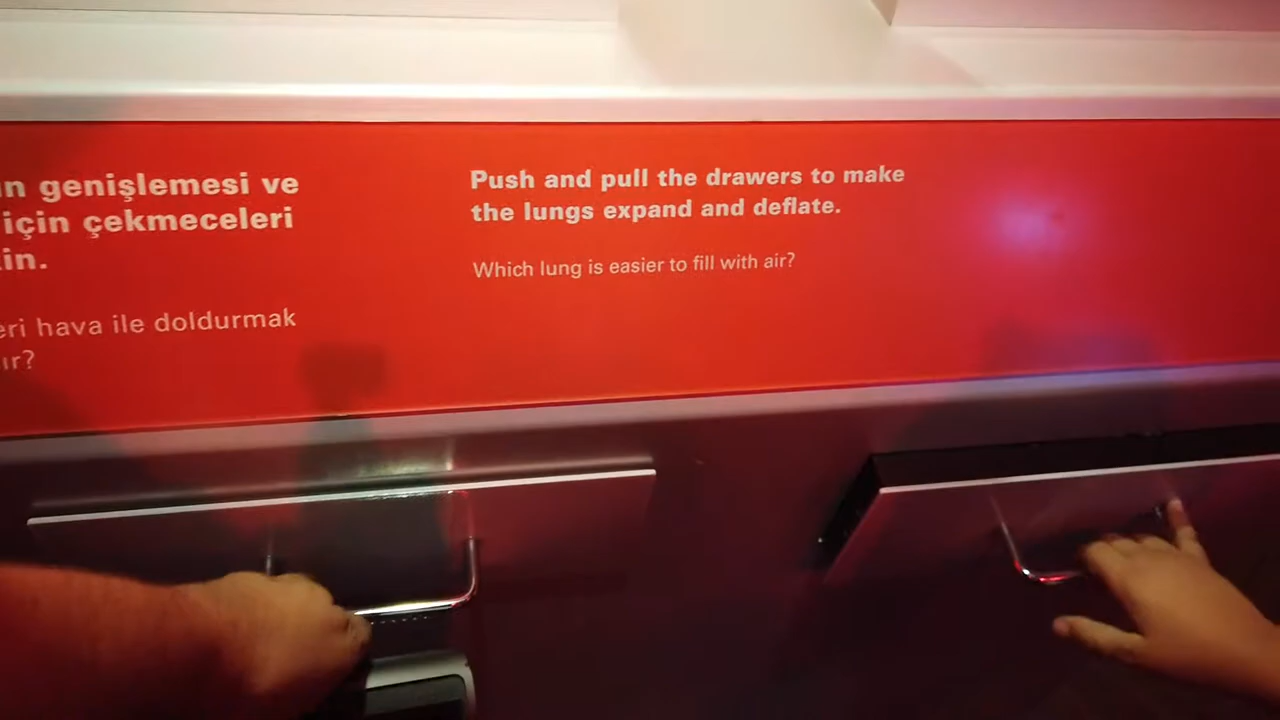 n genişlemesi ve
için çekmeceleri
in.
eri hava ile doldurmak
ır?
Push and pull the drawers to make
the lungs expand and deflate.
Which lung is easier to fill with air?